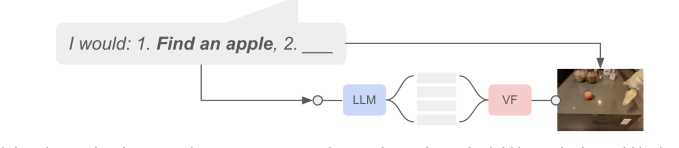 I would: 1. Find an apple, 2. ___
LLM
VF